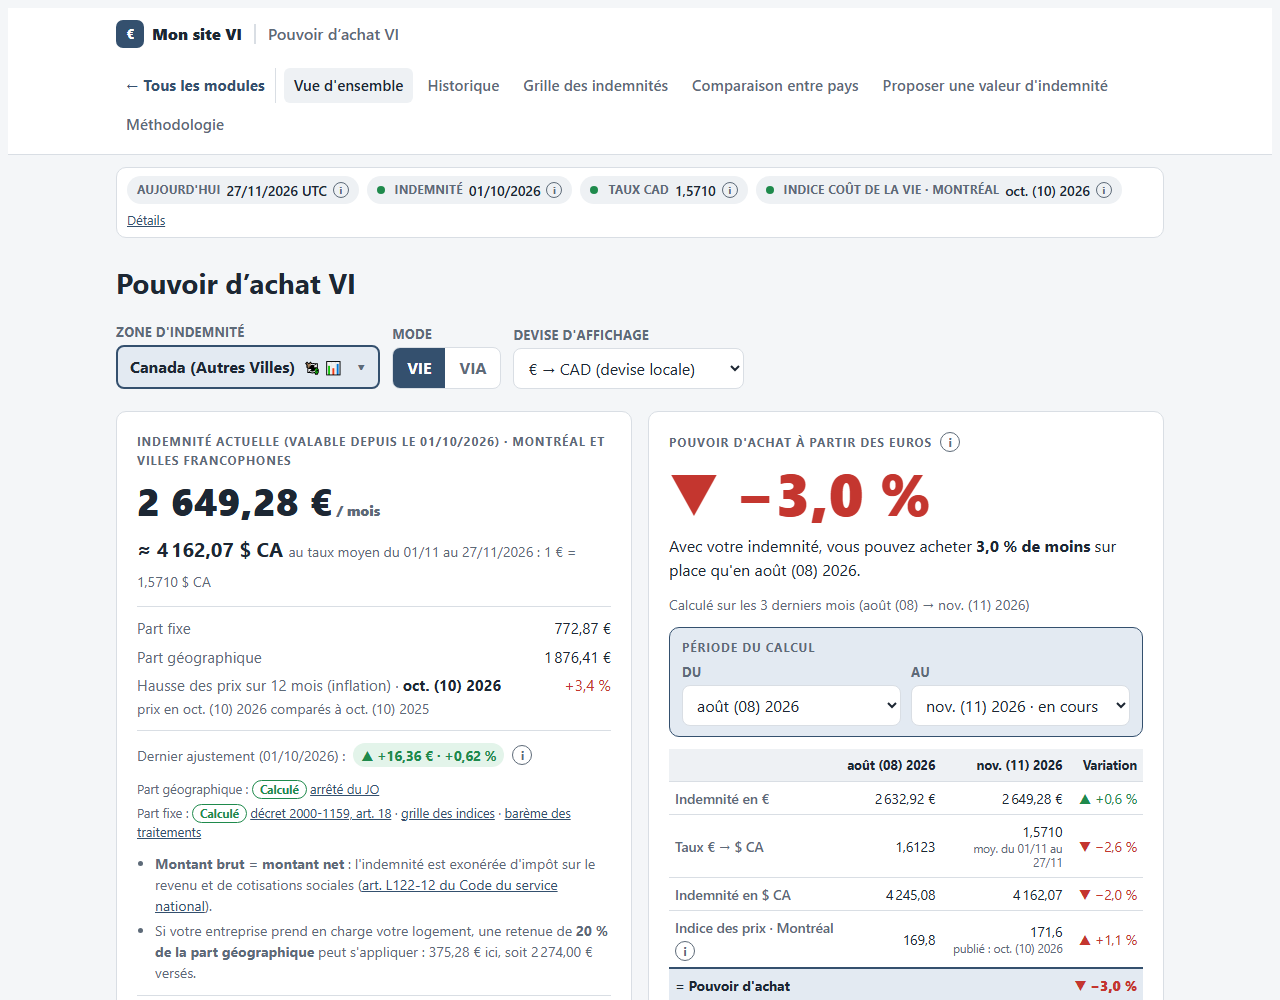 € Mon site VI Pouvoir d’achat VI
← Tous les modules Vue d'ensemble Historique Grille des indemnités Comparaison entre pays Proposer une valeur d'indemnité
Méthodologie
AUJOURD'HUI 27/11/2026 UTC i INDEMNITÉ 01/10/2026 i TAUX CAD 1,5710 i INDICE COÛT DE LA VIE · MONTRÉAL oct. (10) 2026 i
Détails
Pouvoir d’achat VI
ZONE D'INDEMNITÉ MODE DEVISE D'AFFICHAGE
Canada (Autres Villes) ▼ VIE VIA € → CAD (devise locale)
INDEMNITÉ ACTUELLE (VALABLE DEPUIS LE 01/10/2026) · MONTRÉAL ET
VILLES FRANCOPHONES
2 649,28 € / mois
≈ 4 162,07 $ CA au taux moyen du 01/11 au 27/11/2026 : 1 € =
1,5710 $ CA
Part fixe 772,87 €
Part géographique 1 876,41 €
Hausse des prix sur 12 mois (inflation) · oct. (10) 2026 +3,4 %
prix en oct. (10) 2026 comparés à oct. (10) 2025
Dernier ajustement (01/10/2026) : ▲ +16,36 € · +0,62 % i
Part géographique : Calculé arrêté du JO
Part fixe : Calculé décret 2000-1159, art. 18 · grille des indices · barème des
traitements
• Montant brut = montant net : l'indemnité est exonérée d'impôt sur le
revenu et de cotisations sociales (art. L122-12 du Code du service
national).
• Si votre entreprise prend en charge votre logement, une retenue de 20 %
de la part géographique peut s'appliquer : 375,28 € ici, soit 2 274,00 €
versés.
POUVOIR D'ACHAT À PARTIR DES EUROS i
▼ −3,0 %
Avec votre indemnité, vous pouvez acheter 3,0 % de moins sur
place qu'en août (08) 2026.
Calculé sur les 3 derniers mois (août (08) → nov. (11) 2026)
PÉRIODE DU CALCUL
DU AU
août (08) 2026 nov. (11) 2026 · en cours
août (08) 2026 nov. (11) 2026 Variation
Indemnité en € 2 632,92 € 2 649,28 € ▲ +0,6 %
Taux € → $ CA 1,6123 1,5710 ▼ −2,6 %
moy. du 01/11 au
27/11
Indemnité en $ CA 4 245,08 4 162,07 ▼ −2,0 %
Indice des prix · Montréal i 169,8 171,6 ▲ +1,1 %
publié : oct. (10) 2026
= Pouvoir d'achat ▼ −3,0 %